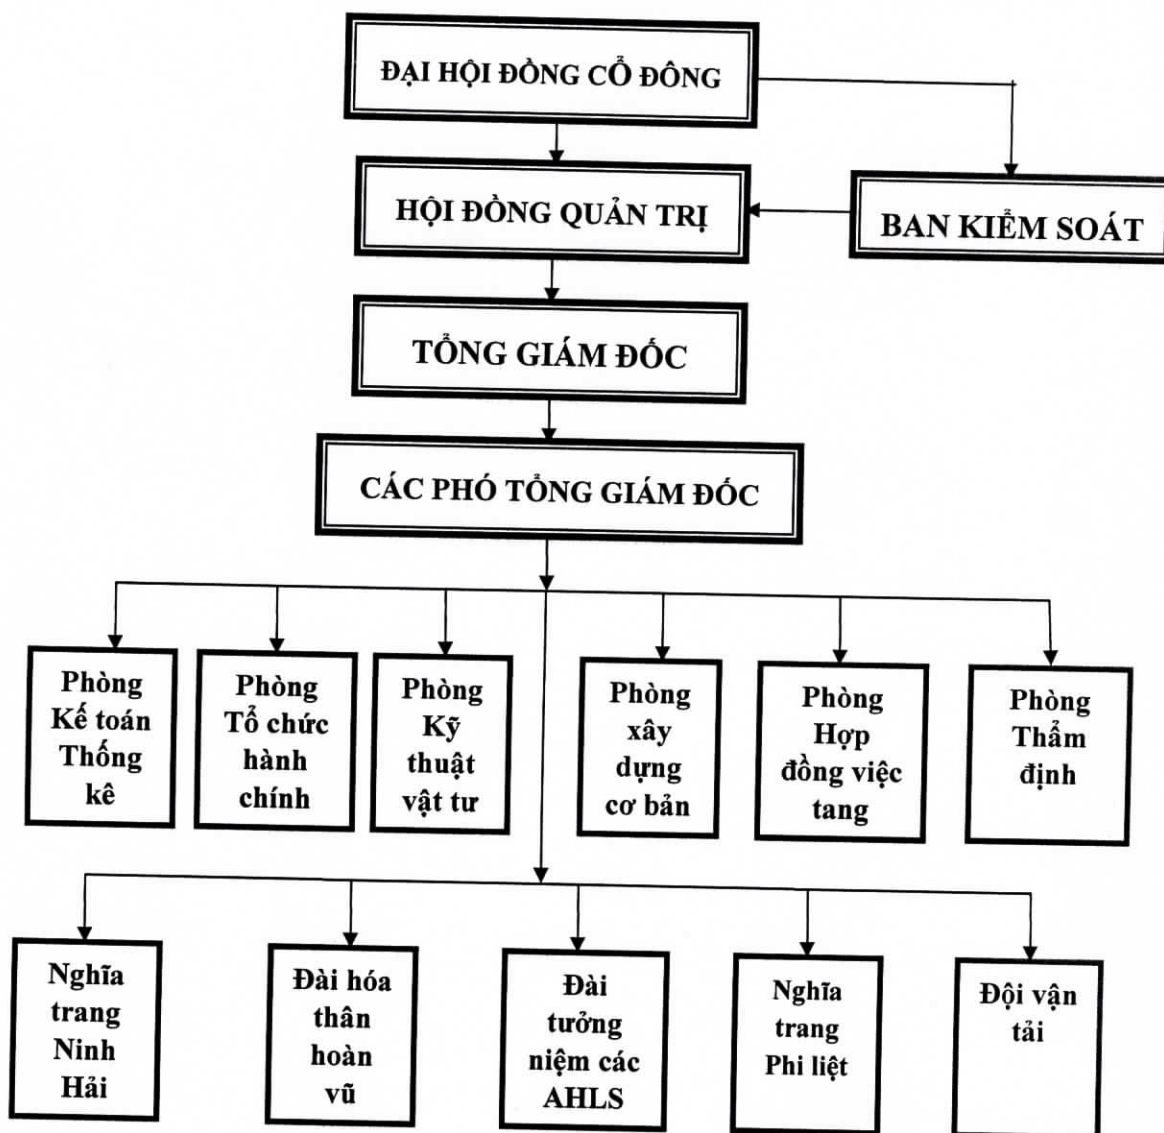 ĐẠI HỘI ĐỒNG CỔ ĐÔNG
HỘI ĐỒNG QUẢN TRỊ
BAN KIỂM SOÁT
TỔNG GIÁM ĐỐC
CÁC PHÓ TỔNG GIÁM ĐỐC
Phòng
Kế toán
Thống
kê
Phòng
Tổ chức
hành
chính
Phòng
Kỹ
thuật
vật tư
Phòng
xây
dựng
cơ bản
Phòng
Hợp
đồng việc
tang
Phòng
Thẩm
định
Nghĩa
trang
Ninh
Hải
Đài hóa
thân
hoàn
vũ
Đài
tưởng
niệm các
AHLS
Nghĩa
trang
Phi liệt
Đội vận
tải